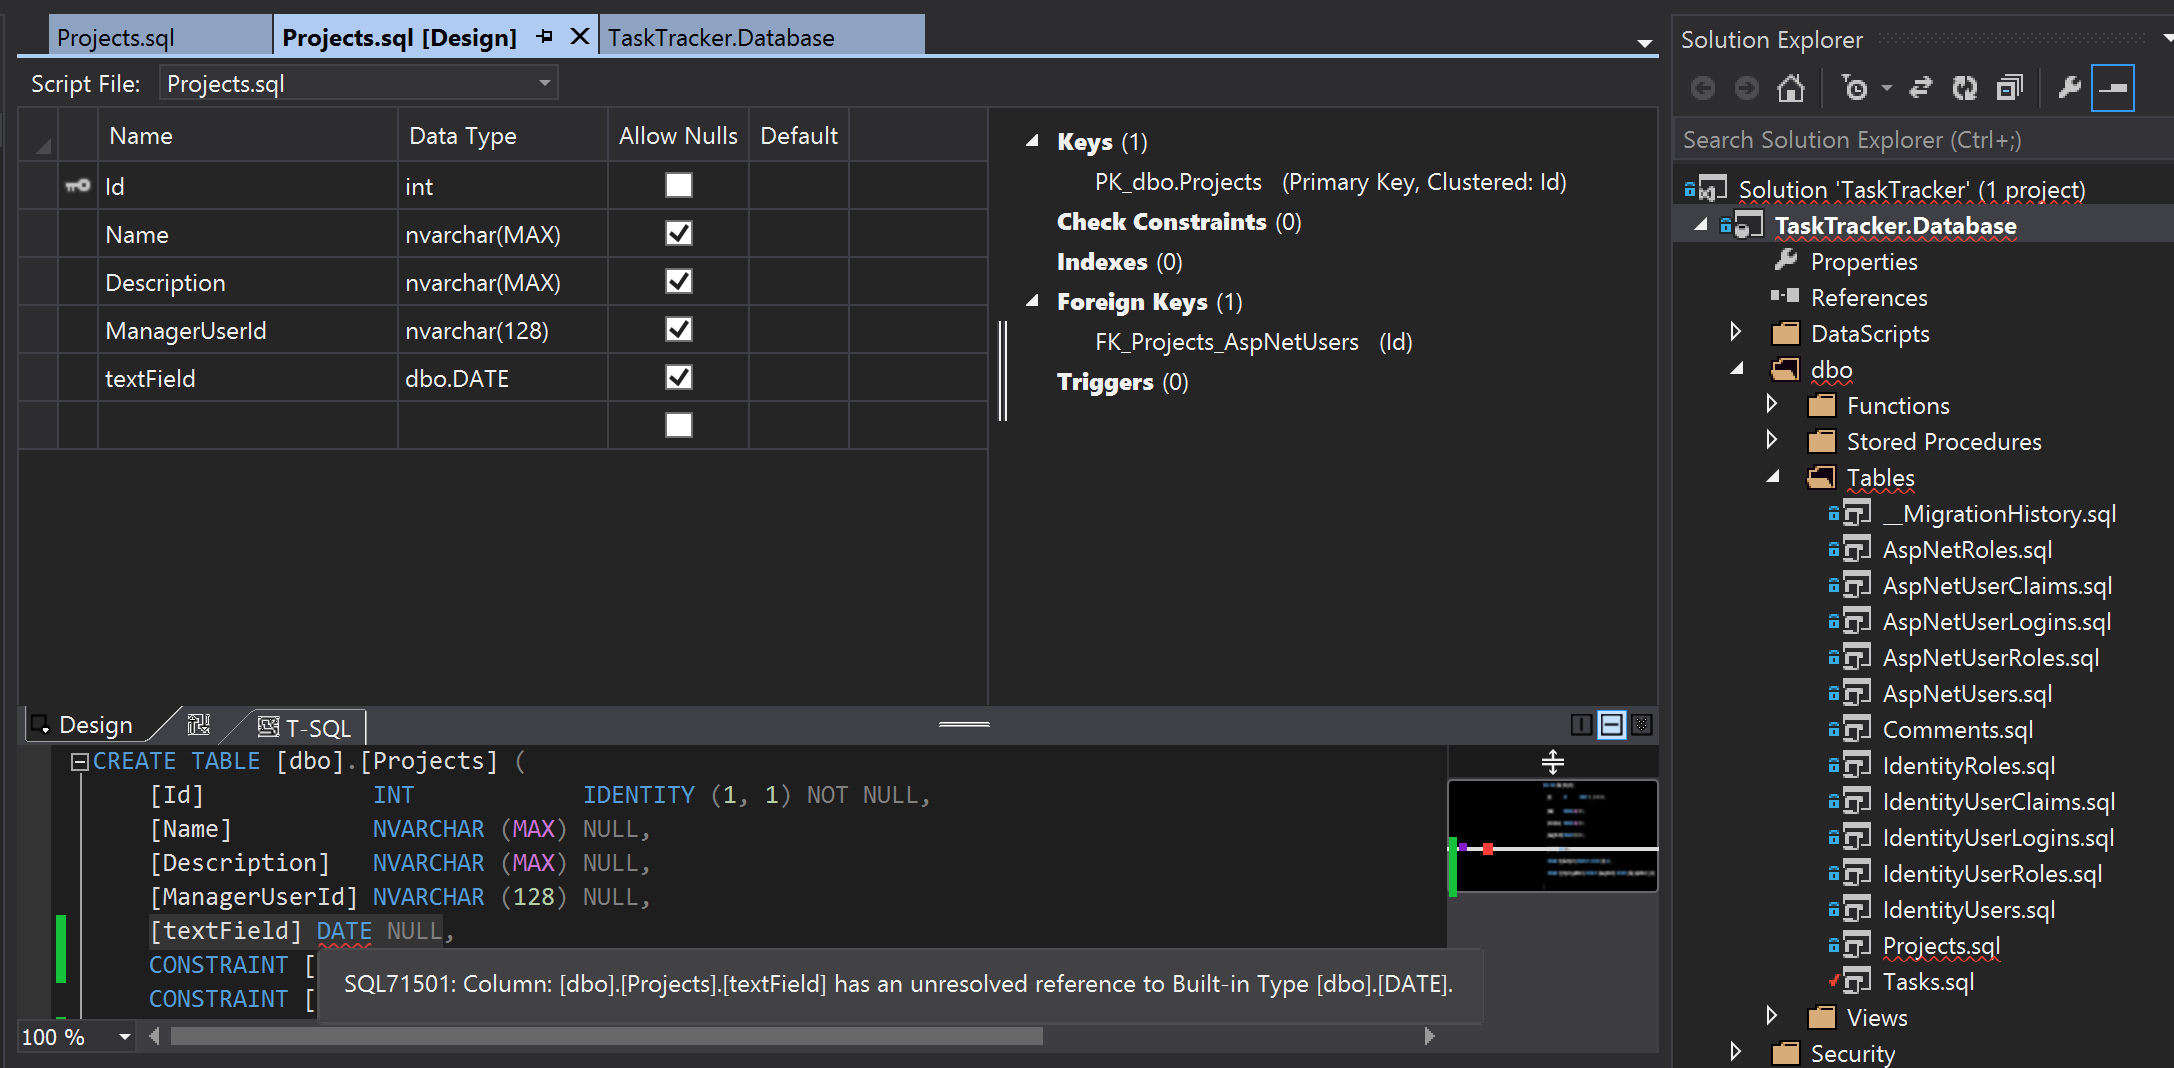 Projects.sql
Projects.sql [Design]
TaskTracker.Database
Script File:
Projects.sql
Name
Data Type
Allow Nulls
Default
Id
int
Name
nvarchar(MAX)
Description
nvarchar(MAX)
ManagerUserId
nvarchar(128)
textField
dbo.DATE
Keys (1)
PK_dbo.Projects (Primary Key, Clustered: Id)
Check Constraints (0)
Indexes (0)
Foreign Keys (1)
FK_Projects_AspNetUsers (Id)
Triggers (0)
Design
T-SQL
CREATE TABLE [dbo].[Projects] (
[Id] INT IDENTITY (1, 1) NOT NULL,
[Name] NVARCHAR (MAX) NULL,
[Description] NVARCHAR (MAX) NULL,
[ManagerUserId] NVARCHAR (128) NULL,
[textField] DATE NULL,
CONSTRAINT [
CONSTRAINT [
SQL71501: Column: [dbo].[Projects].[textField] has an unresolved reference to Built-in Type [dbo].[DATE].
100 %
Solution Explorer
Search Solution Explorer (Ctrl+;)
Solution 'TaskTracker' (1 project)
TaskTracker.Database
Properties
References
DataScripts
dbo
Functions
Stored Procedures
Tables
__MigrationHistory.sql
AspNetRoles.sql
AspNetUserClaims.sql
AspNetUserLogins.sql
AspNetUserRoles.sql
AspNetUsers.sql
Comments.sql
IdentityRoles.sql
IdentityUserClaims.sql
IdentityUserLogins.sql
IdentityUserRoles.sql
IdentityUsers.sql
Projects.sql
Tasks.sql
Views
Security